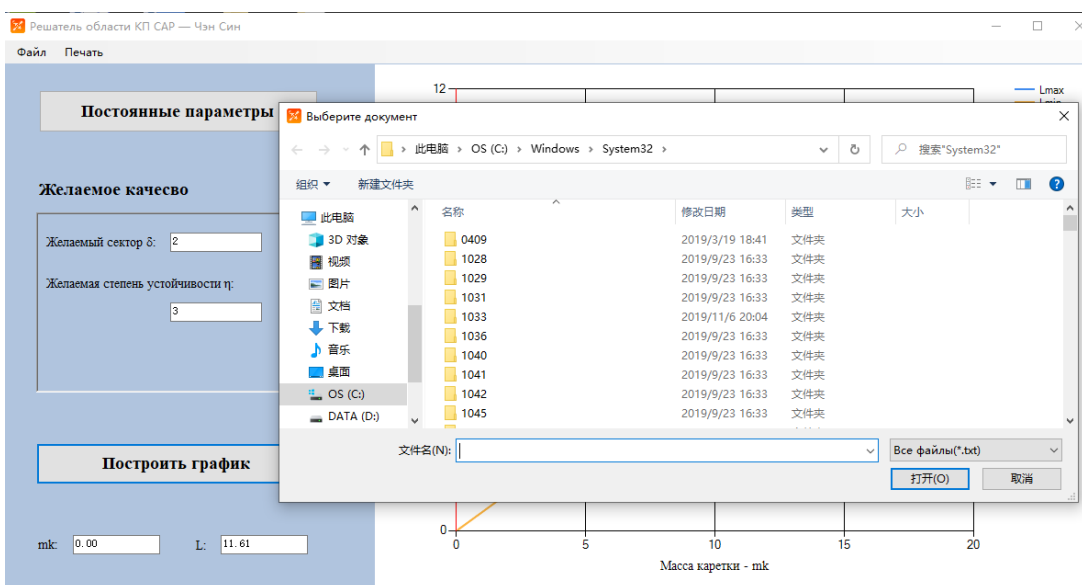 Решатель области КП САР — Чэн Син
Файл Печать
Постоянные параметры
Желаемое качесво
Желаемый сектор δ: 2
Желаемая степень устойчивости η:
3
Построить график
mk: 0.00 L: 11.61
12
Lmax
0
0 5 10 15 20
Масса каретки - mk
Выберите документ
此电脑 › OS (C:) › Windows › System32 ›
搜索"System32"
组织 新建文件夹
此电脑
3D 对象
视频
图片
文档
下载
音乐
桌面
OS (C:)
DATA (D:)
名称 修改日期 类型 大小
0409 2019/3/19 18:41 文件夹
1028 2019/9/23 16:33 文件夹
1029 2019/9/23 16:33 文件夹
1031 2019/9/23 16:33 文件夹
1033 2019/11/6 20:04 文件夹
1036 2019/9/23 16:33 文件夹
1040 2019/9/23 16:33 文件夹
1041 2019/9/23 16:33 文件夹
1042 2019/9/23 16:33 文件夹
1045 2019/9/23 16:33 文件夹
文件名(N):
Все файлы(*.txt)
打开(O) 取消